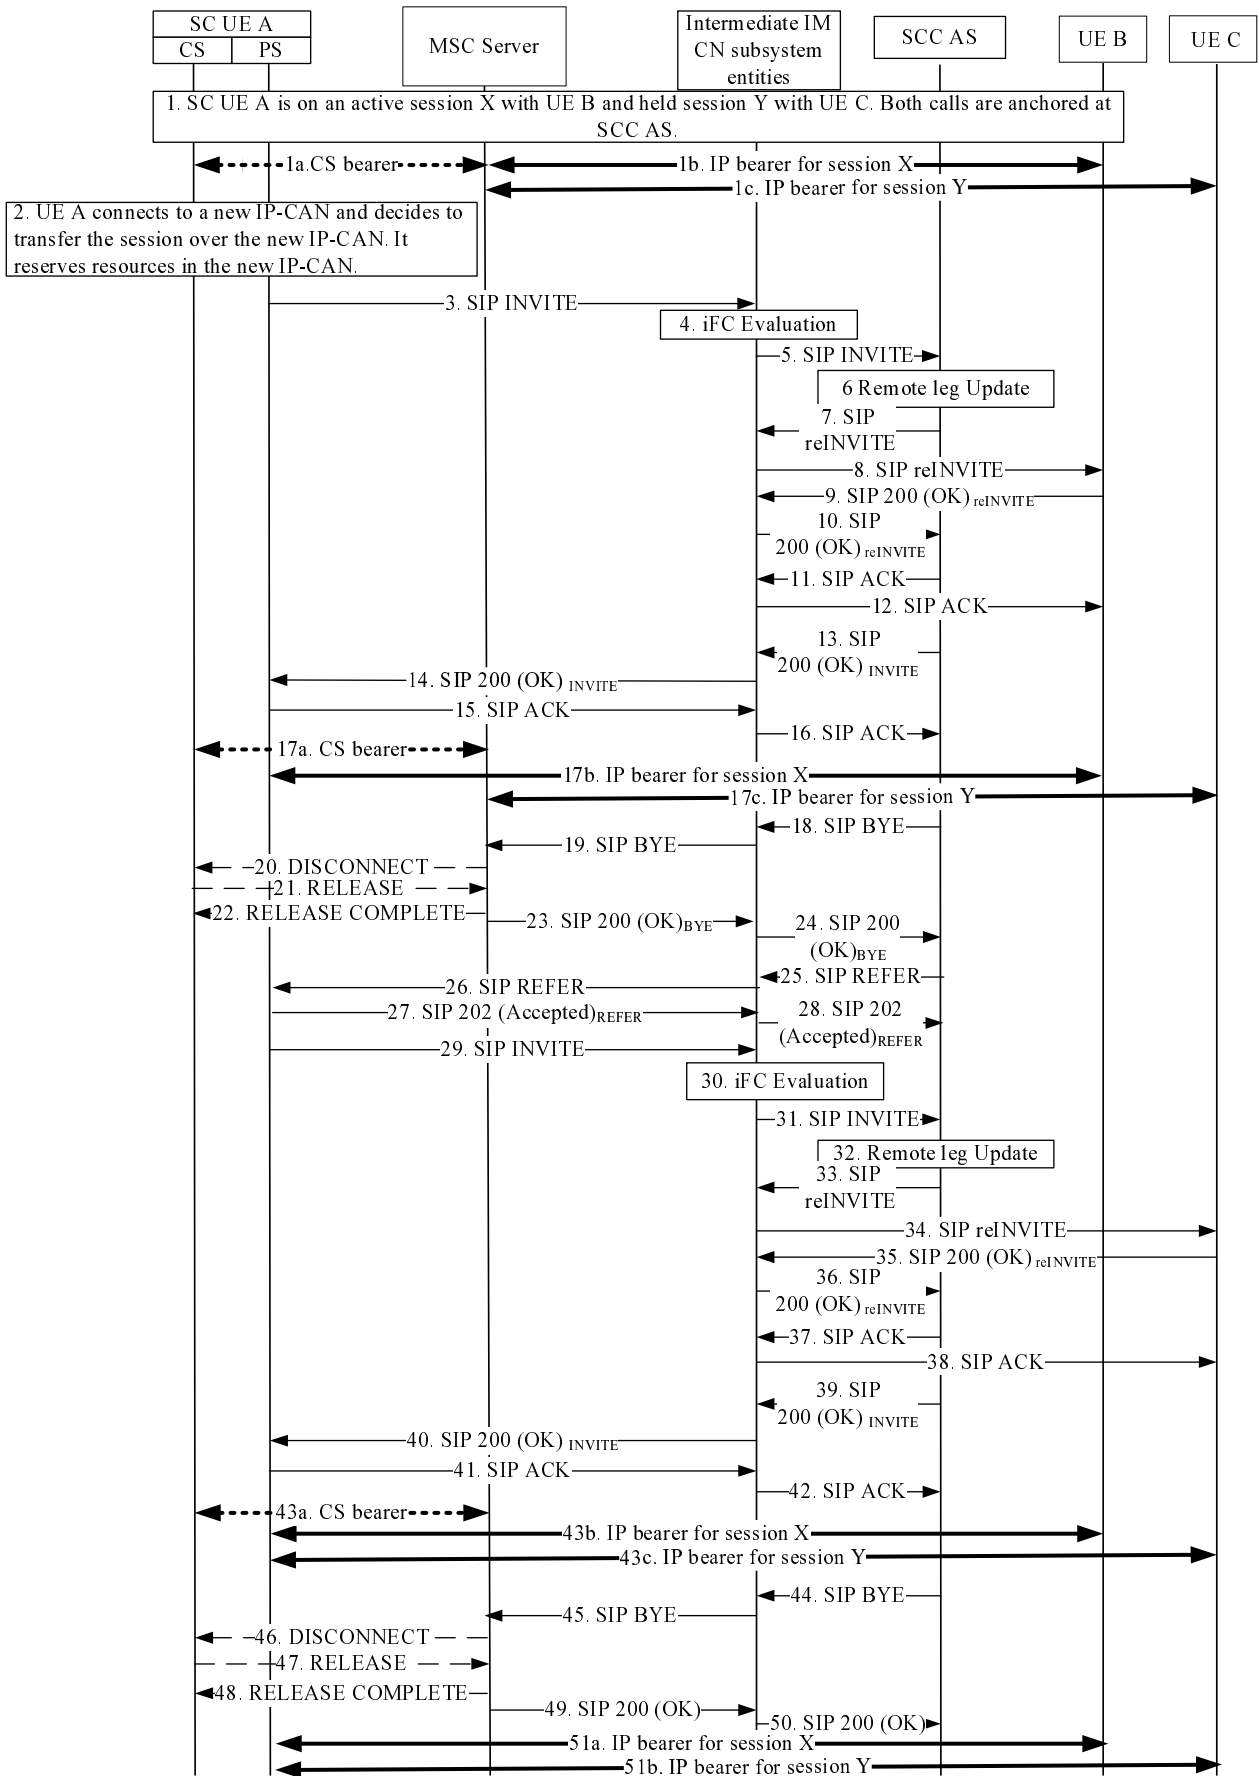 SC UE A
CS
PS
MSC Server
Intermediate IM
CN subsystem
entities
SCC AS
UE B
UE C
1. SC UE A is on an active session X with UE B and held session Y with UE C. Both calls are anchored at
SCC AS.
1a.CS bearer
1b. IP bearer for session X
1c. IP bearer for session Y
2. UE A connects to a new IP-CAN and decides to
transfer the session over the new IP-CAN. It
reserves resources in the new IP-CAN.
3. SIP INVITE
4. iFC Evaluation
5. SIP INVITE
6 Remote leg Update
7. SIP
reINVITE
8. SIP reINVITE
9. SIP 200 (OK) reINVITE
10. SIP
200 (OK) reINVITE
11. SIP ACK
12. SIP ACK
13. SIP
200 (OK) INVITE
14. SIP 200 (OK) INVITE
15. SIP ACK
16. SIP ACK
17a. CS bearer
17b. IP bearer for session X
17c. IP bearer for session Y
18. SIP BYE
19. SIP BYE
20. DISCONNECT
21. RELEASE
22. RELEASE COMPLETE
23. SIP 200 (OK)BYE
24. SIP 200
(OK)BYE
25. SIP REFER
26. SIP REFER
27. SIP 202 (Accepted)REFER
28. SIP 202
(Accepted)REFER
29. SIP INVITE
30. iFC Evaluation
31. SIP INVITE
32. Remote leg Update
33. SIP
reINVITE
34. SIP reINVITE
35. SIP 200 (OK) reINVITE
36. SIP
200 (OK) reINVITE
37. SIP ACK
38. SIP ACK
39. SIP
200 (OK) INVITE
40. SIP 200 (OK) INVITE
41. SIP ACK
42. SIP ACK
43a. CS bearer
43b. IP bearer for session X
43c. IP bearer for session Y
44. SIP BYE
45. SIP BYE
46. DISCONNECT
47. RELEASE
48. RELEASE COMPLETE
49. SIP 200 (OK)
50. SIP 200 (OK)
51a. IP bearer for session X
51b. IP bearer for session Y